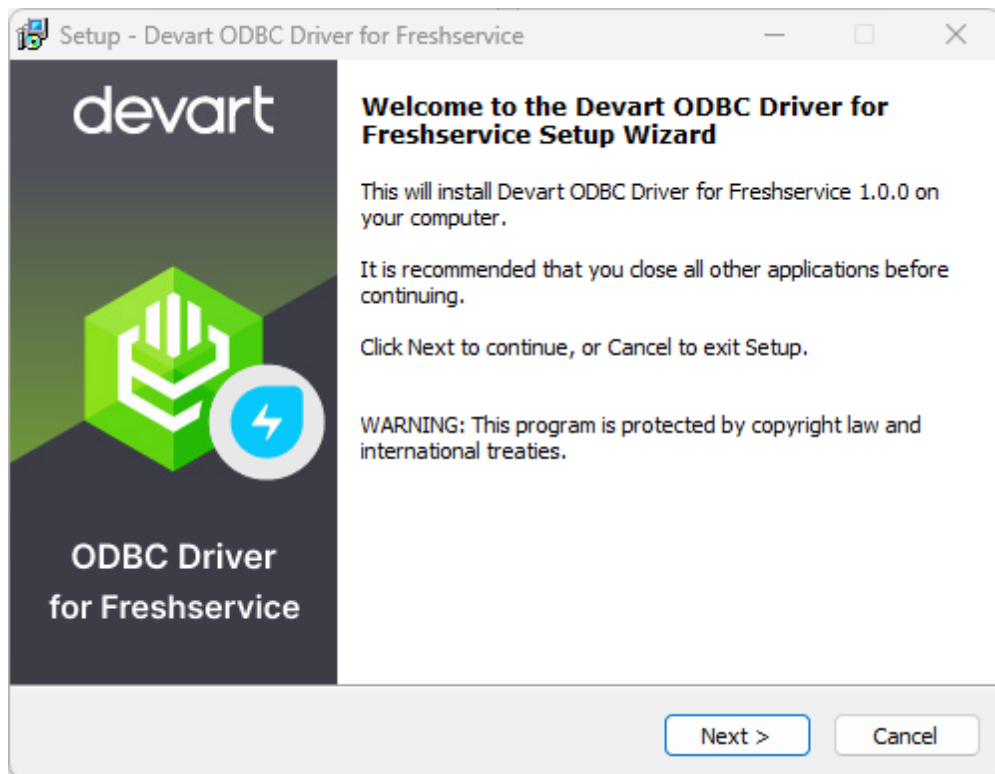 Setup - Devart ODBC Driver for Freshservice
devart
ODBC Driver
for Freshservice
Welcome to the Devart ODBC Driver for
Freshservice Setup Wizard
This will install Devart ODBC Driver for Freshservice 1.0.0 on
your computer.
It is recommended that you close all other applications before
continuing.
Click Next to continue, or Cancel to exit Setup.
WARNING: This program is protected by copyright law and
international treaties.
Next >
Cancel